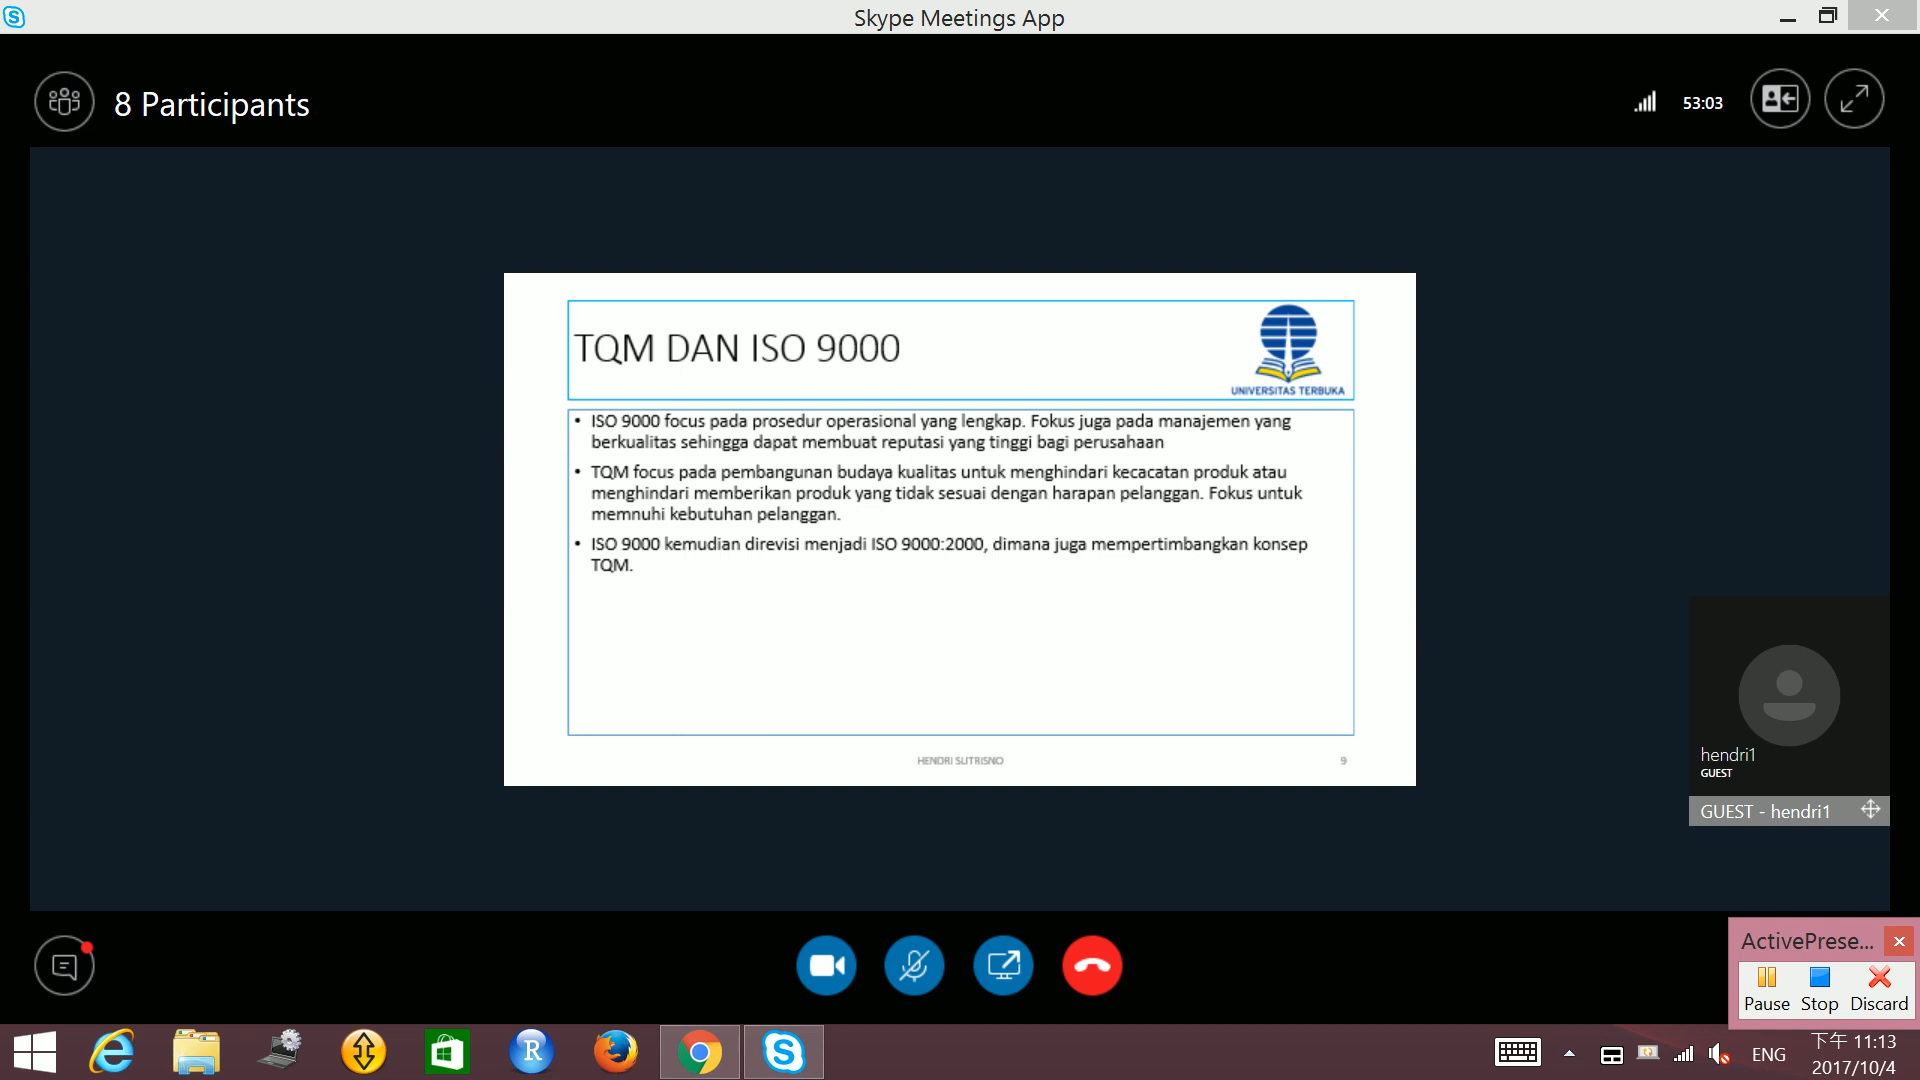 Skype Meetings App
8 Participants
53:03
TQM DAN ISO 9000
UNIVERSITAS TERBUKA
• ISO 9000 focus pada prosedur operasional yang lengkap. Fokus juga pada manajemen yang
berkualitas sehingga dapat membuat reputasi yang tinggi bagi perusahaan
• TQM focus pada pembangunan budaya kualitas untuk menghindari kecacatan produk atau
menghindari memberikan produk yang tidak sesuai dengan harapan pelanggan. Fokus untuk
memnuhi kebutuhan pelanggan.
• ISO 9000 kemudian direvisi menjadi ISO 9000:2000, dimana juga mempertimbangkan konsep
TQM.
HENDRI SUTRISNO
9
hendri1
GUEST
GUEST - hendri1
ActivePrese...
Pause Stop Discard
ENG
下午 11:13
2017/10/4